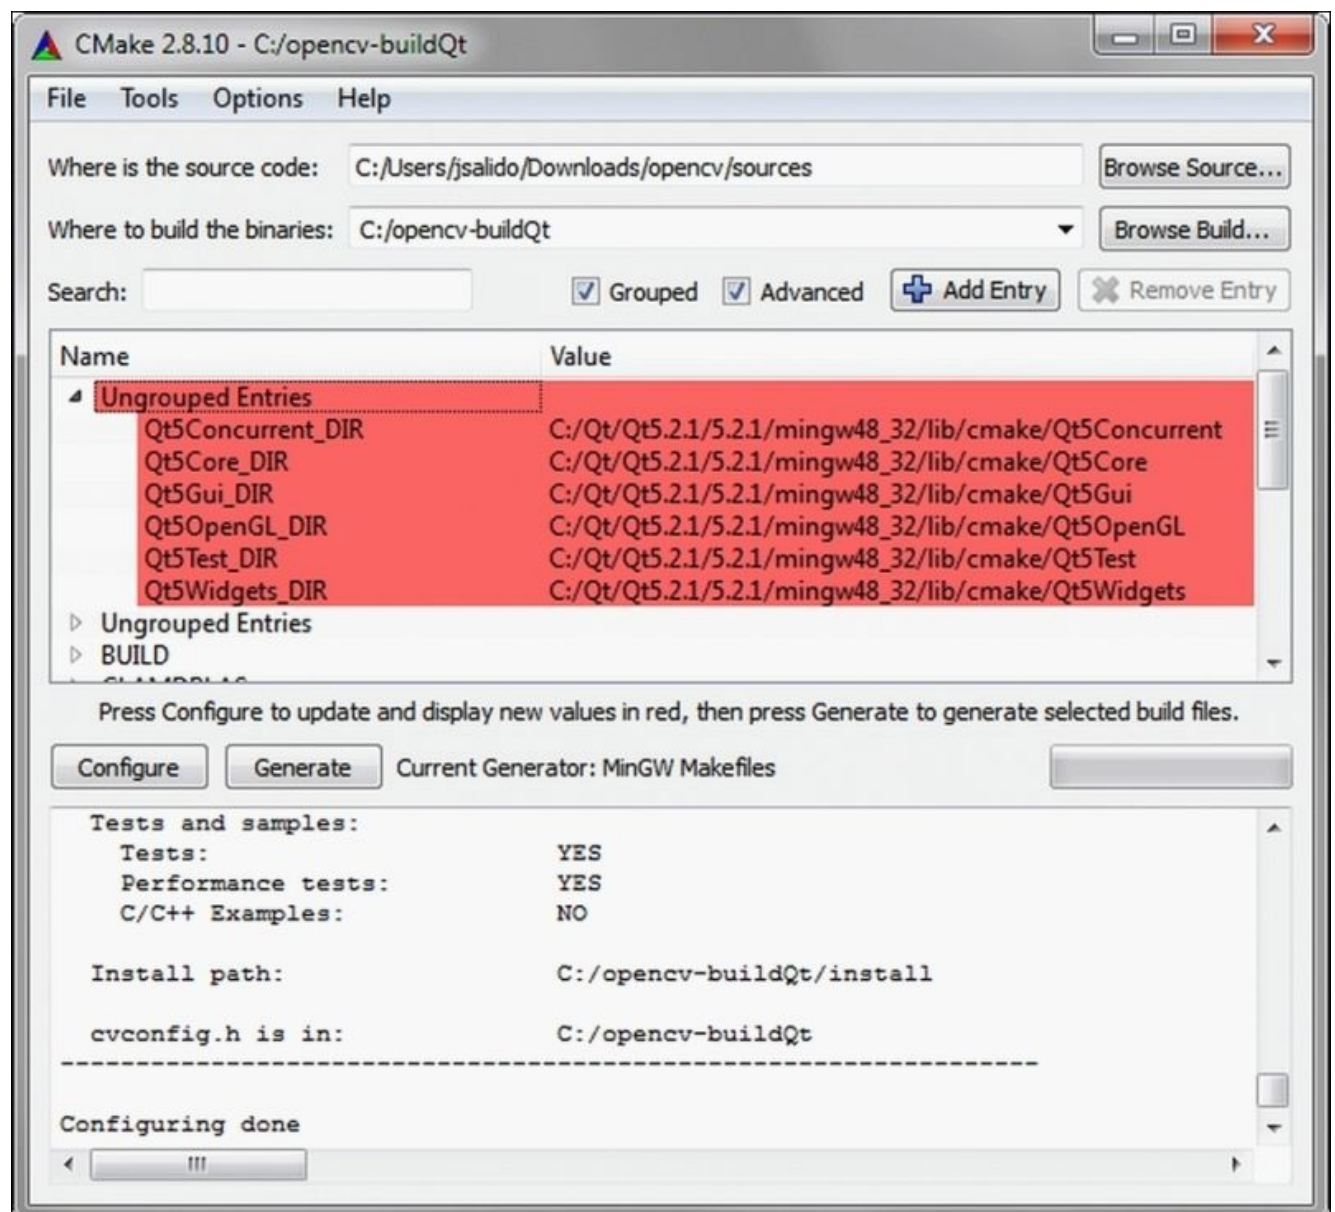 CMake 2.8.10 - C:/opencv-buildQt
File Tools Options Help
Where is the source code: C:/Users/jsalido/Downloads/opencv/sources Browse Source...
Where to build the binaries: C:/opencv-buildQt Browse Build...
Search: Grouped Advanced Add Entry Remove Entry
Name Value
Ungrouped Entries
Qt5Concurrent_DIR C:/Qt/Qt5.2.1/5.2.1/mingw48_32/lib/cmake/Qt5Concurrent
Qt5Core_DIR C:/Qt/Qt5.2.1/5.2.1/mingw48_32/lib/cmake/Qt5Core
Qt5Gui_DIR C:/Qt/Qt5.2.1/5.2.1/mingw48_32/lib/cmake/Qt5Gui
Qt5OpenGL_DIR C:/Qt/Qt5.2.1/5.2.1/mingw48_32/lib/cmake/Qt5OpenGL
Qt5Test_DIR C:/Qt/Qt5.2.1/5.2.1/mingw48_32/lib/cmake/Qt5Test
Qt5Widgets_DIR C:/Qt/Qt5.2.1/5.2.1/mingw48_32/lib/cmake/Qt5Widgets
Ungrouped Entries
BUILD
Press Configure to update and display new values in red, then press Generate to generate selected build files.
Configure Generate Current Generator: MinGW Makefiles
Tests and samples:
Tests: YES
Performance tests: YES
C/C++ Examples: NO
Install path: C:/opencv-buildQt/install
cvconfig.h is in: C:/opencv-buildQt
-----------------------------------------------------------------
Configuring done